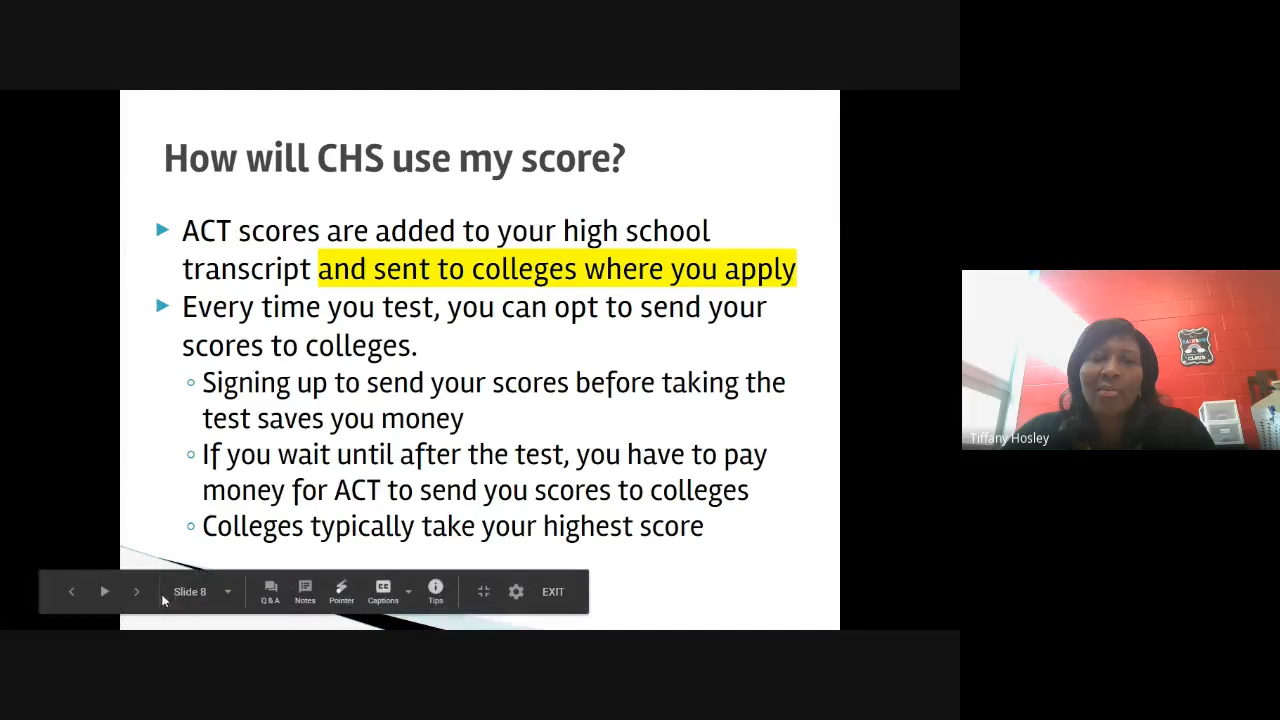 How will CHS use my score?
ACT scores are added to your high school
transcript and sent to colleges where you apply
Every time you test, you can opt to send your
scores to colleges.
Signing up to send your scores before taking the
test saves you money
If you wait until after the test, you have to pay
money for ACT to send you scores to colleges
Colleges typically take your highest score
Slide 8
Q & A
Notes
Pointer
CC
Captions
Tips
EXIT
Tiffany Hosley